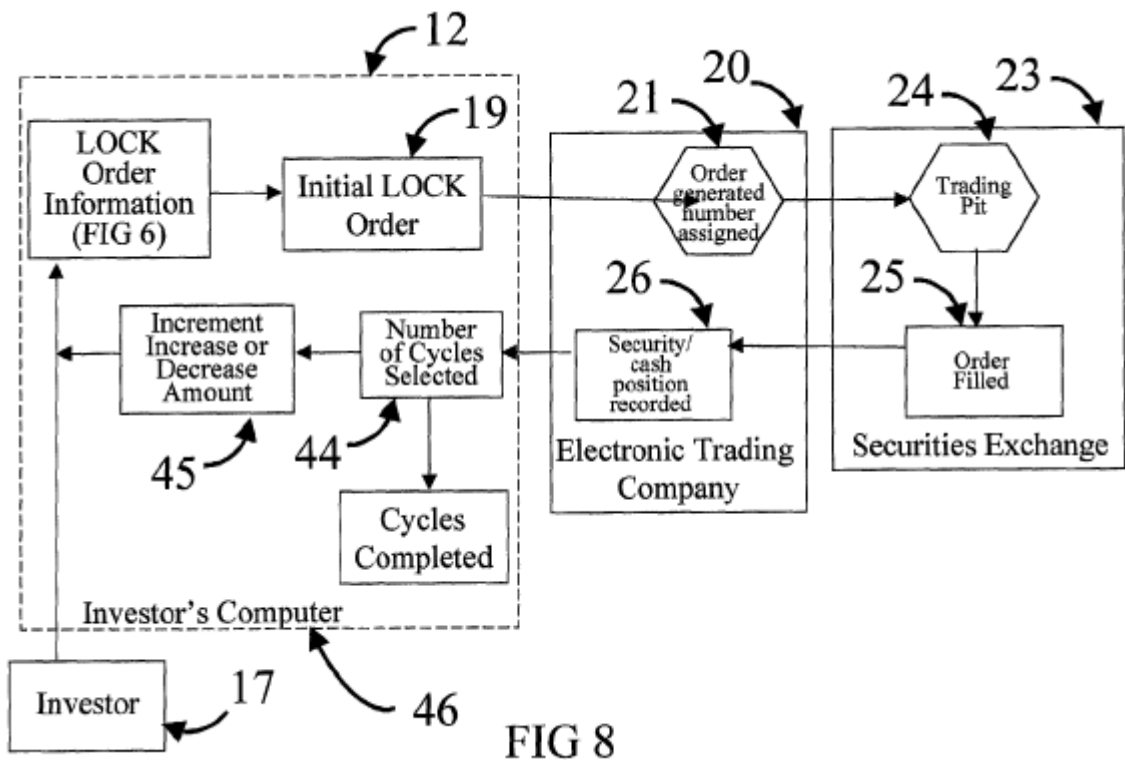 12
20
21
24
23
19
LOCK
Order
Information
(FIG 6)
Initial LOCK
Order
Order
generated
number
assigned
Trading
Pit
26
25
Increment
Increase or
Decrease
Amount
Number
of Cycles
Selected
Security/
cash
position
recorded
Order
Filled
45
44
Electronic Trading
Company
Securities Exchange
Cycles
Completed
Investor's Computer
Investor
17
46
FIG 8